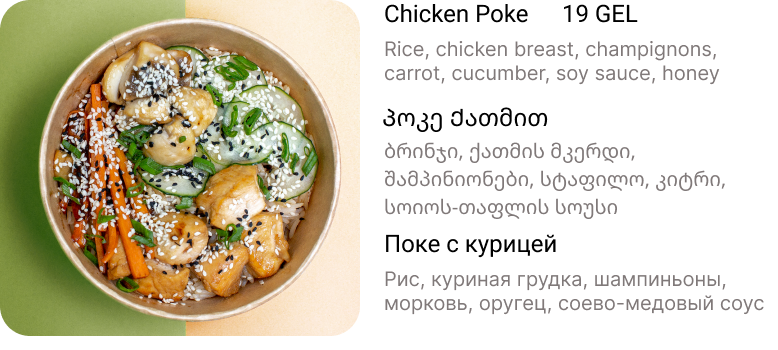 Chicken Poke 19 GEL
Rice, chicken breast, champignons,
carrot, cucumber, soy sauce, honey
პოკე ქათმით
ბრინჯი, ქათმის მკერდი,
შამპინიონები, სტაფილო, კიტრი,
სოიოს-თაფლის სოუსი
Поке с курицей
Рис, куриная грудка, шампиньоны,
морковь, оругец, соево-медовый соус